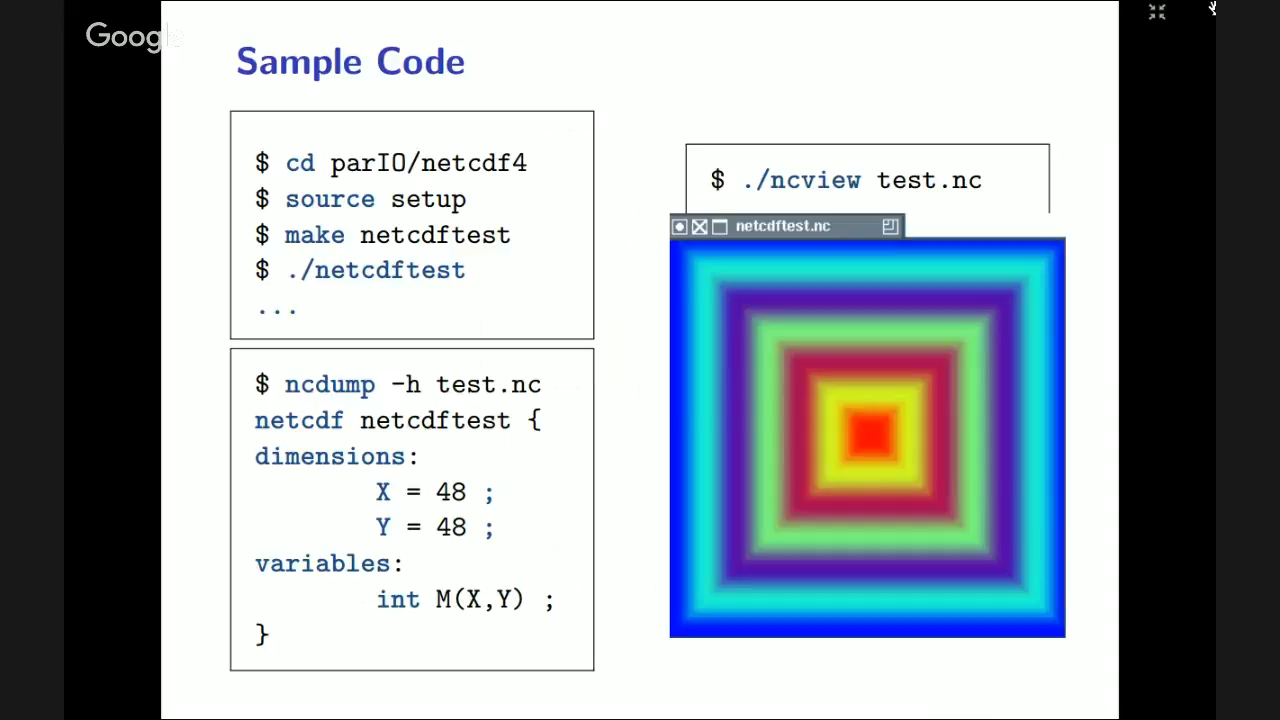 Google
Sample Code
$ cd parIO/netcdf4
$ source setup
$ make netcdftest
$ ./netcdftest
...
$ ncdump -h test.nc
netcdf netcdftest {
dimensions:
X = 48 ;
Y = 48 ;
variables:
int M(X,Y) ;
}
$ ./ncview test.nc
netcdftest.nc